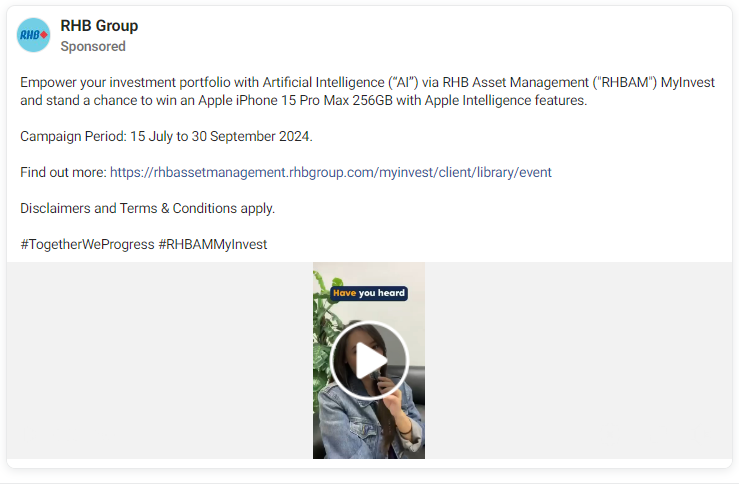 RHB
RHB Group
Sponsored
Empower your investment portfolio with Artificial Intelligence (“AI”) via RHB Asset Management ("RHBAM") MyInvest
and stand a chance to win an Apple iPhone 15 Pro Max 256GB with Apple Intelligence features.
Campaign Period: 15 July to 30 September 2024.
Find out more: https://rhbassetmanagement.rhbgroup.com/myinvest/client/library/event
Disclaimers and Terms & Conditions apply.
#TogetherWeProgress #RHBAMMyInvest
Have you heard